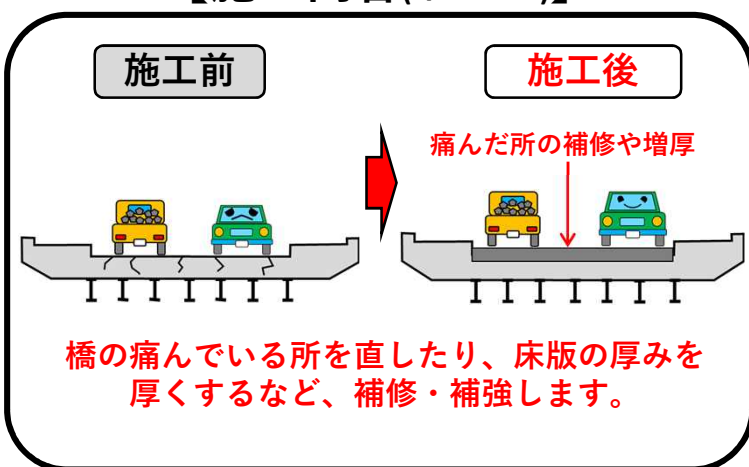 施工前
施工後
痛んだ所の補修や増厚
橋の痛んでいる所を直したり、床版の厚みを
厚くするなど、補修・補強します。